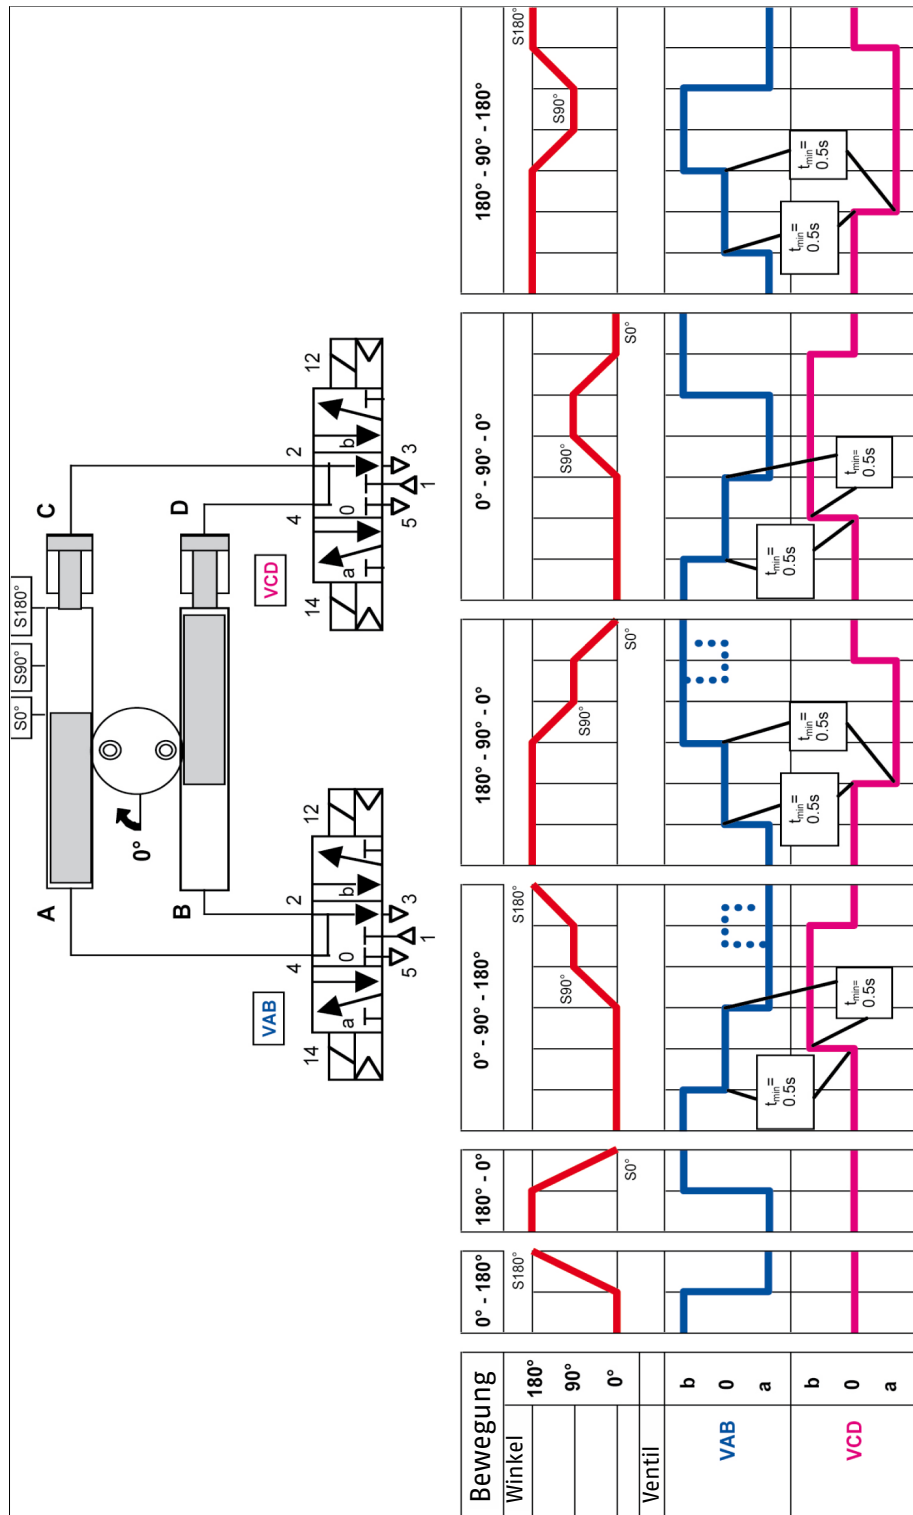 S0°
S90°
S180°
A
C
0°
B
D
VAB
VCD
14
4
2
12
a
0
b
5
1
3
14
4
2
12
a
0
b
5
1
3
Bewegung
0° - 180°
180° - 0°
0° - 90° - 180°
180° - 90° - 0°
0° - 90° - 0°
180° - 90° - 180°
Winkel
180°
90°
0°
S180°
S0°
S90°
S180°
S90°
S0°
S90°
S0°
S90°
S180°
Ventil
VAB
b
0
a
VCD
b
0
a
tmin=
0.5s
tmin=
0.5s
tmin=
0.5s
tmin=
0.5s
tmin=
0.5s
tmin=
0.5s
tmin=
0.5s
tmin=
0.5s